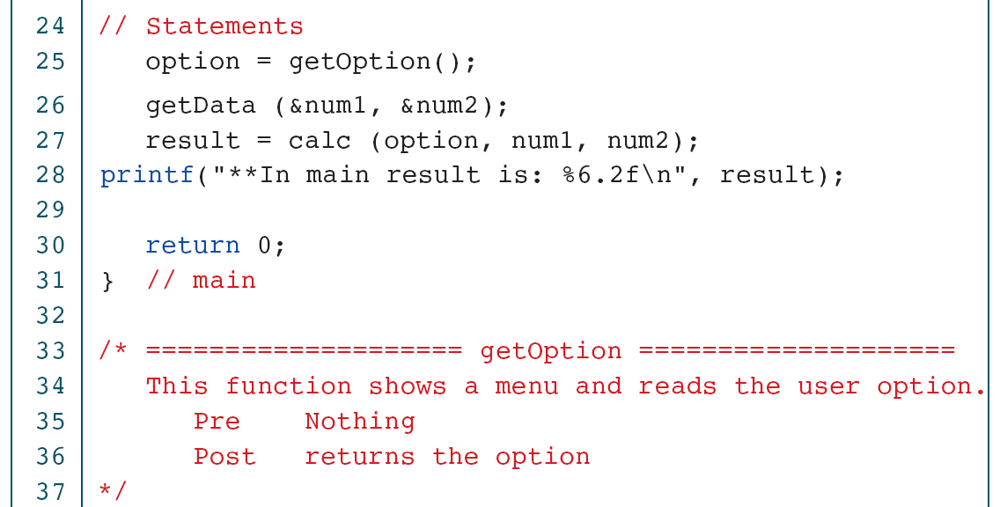 24 // Statements
25    option = getOption();
26    getData (&num1, &num2);
27    result = calc (option, num1, num2);
28 printf("**In main result is: %6.2f\n", result);
29
30    return 0;
31 }  // main
32
33 /* ==================== getOption ====================
34    This function shows a menu and reads the user option.
35       Pre    Nothing
36       Post   returns the option
37 */